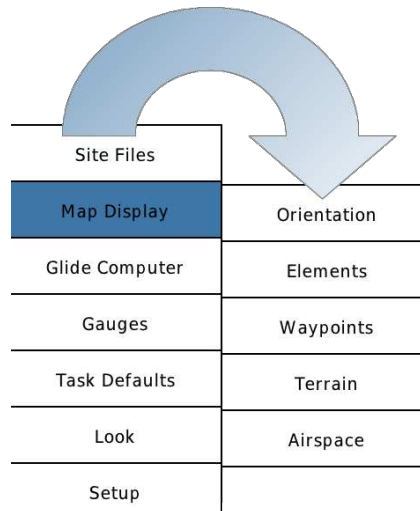 Site Files
Map Display
Glide Computer
Gauges
Task Defaults
Look
Setup
Orientation
Elements
Waypoints
Terrain
Airspace